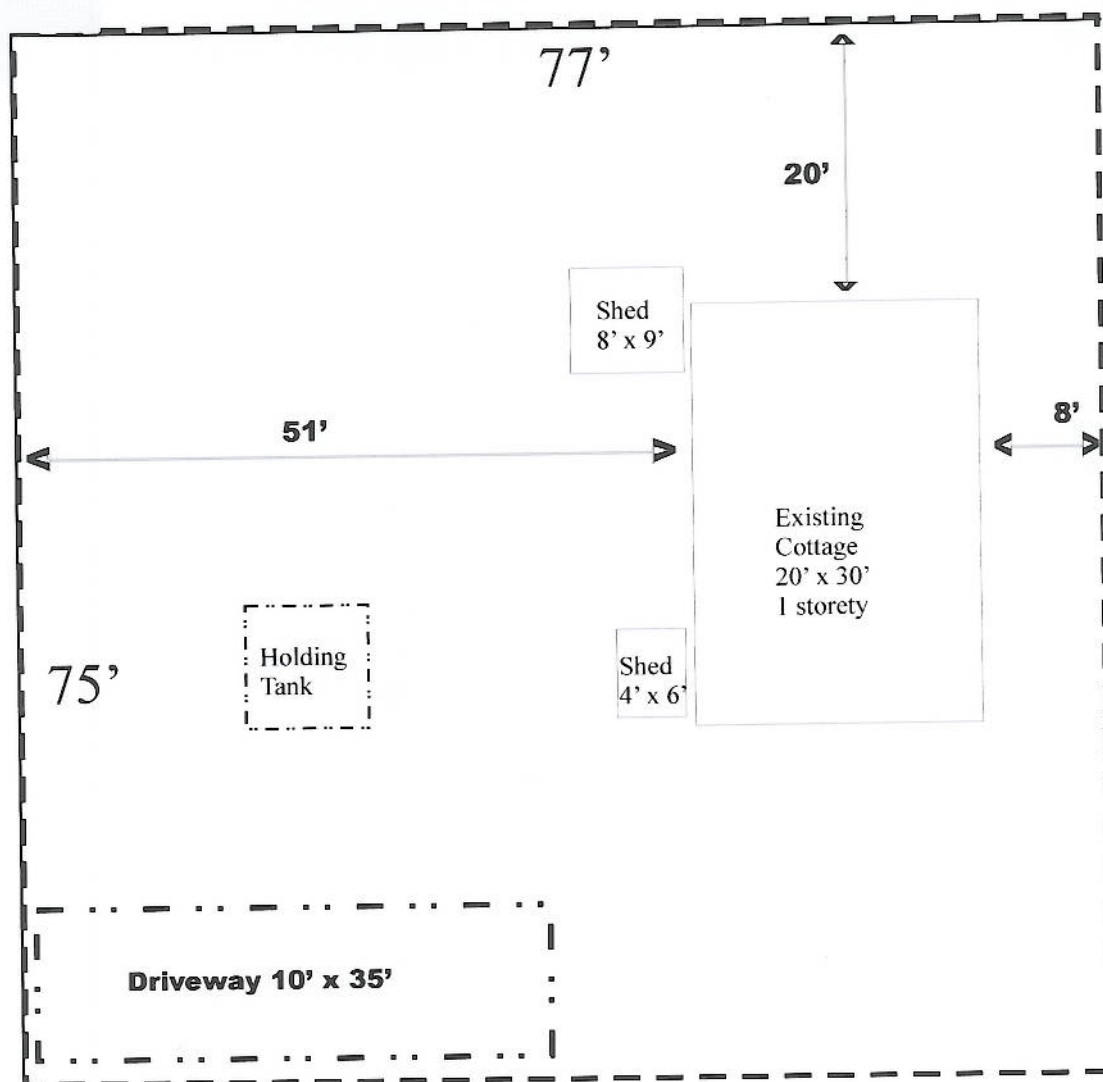 77’
20’
Shed
8’ x 9’
51’
8’
Existing
Cottage
20’ x 30’
1 storety
Holding
Tank
Shed
4’ x 6’
75’
Driveway 10’ x 35’